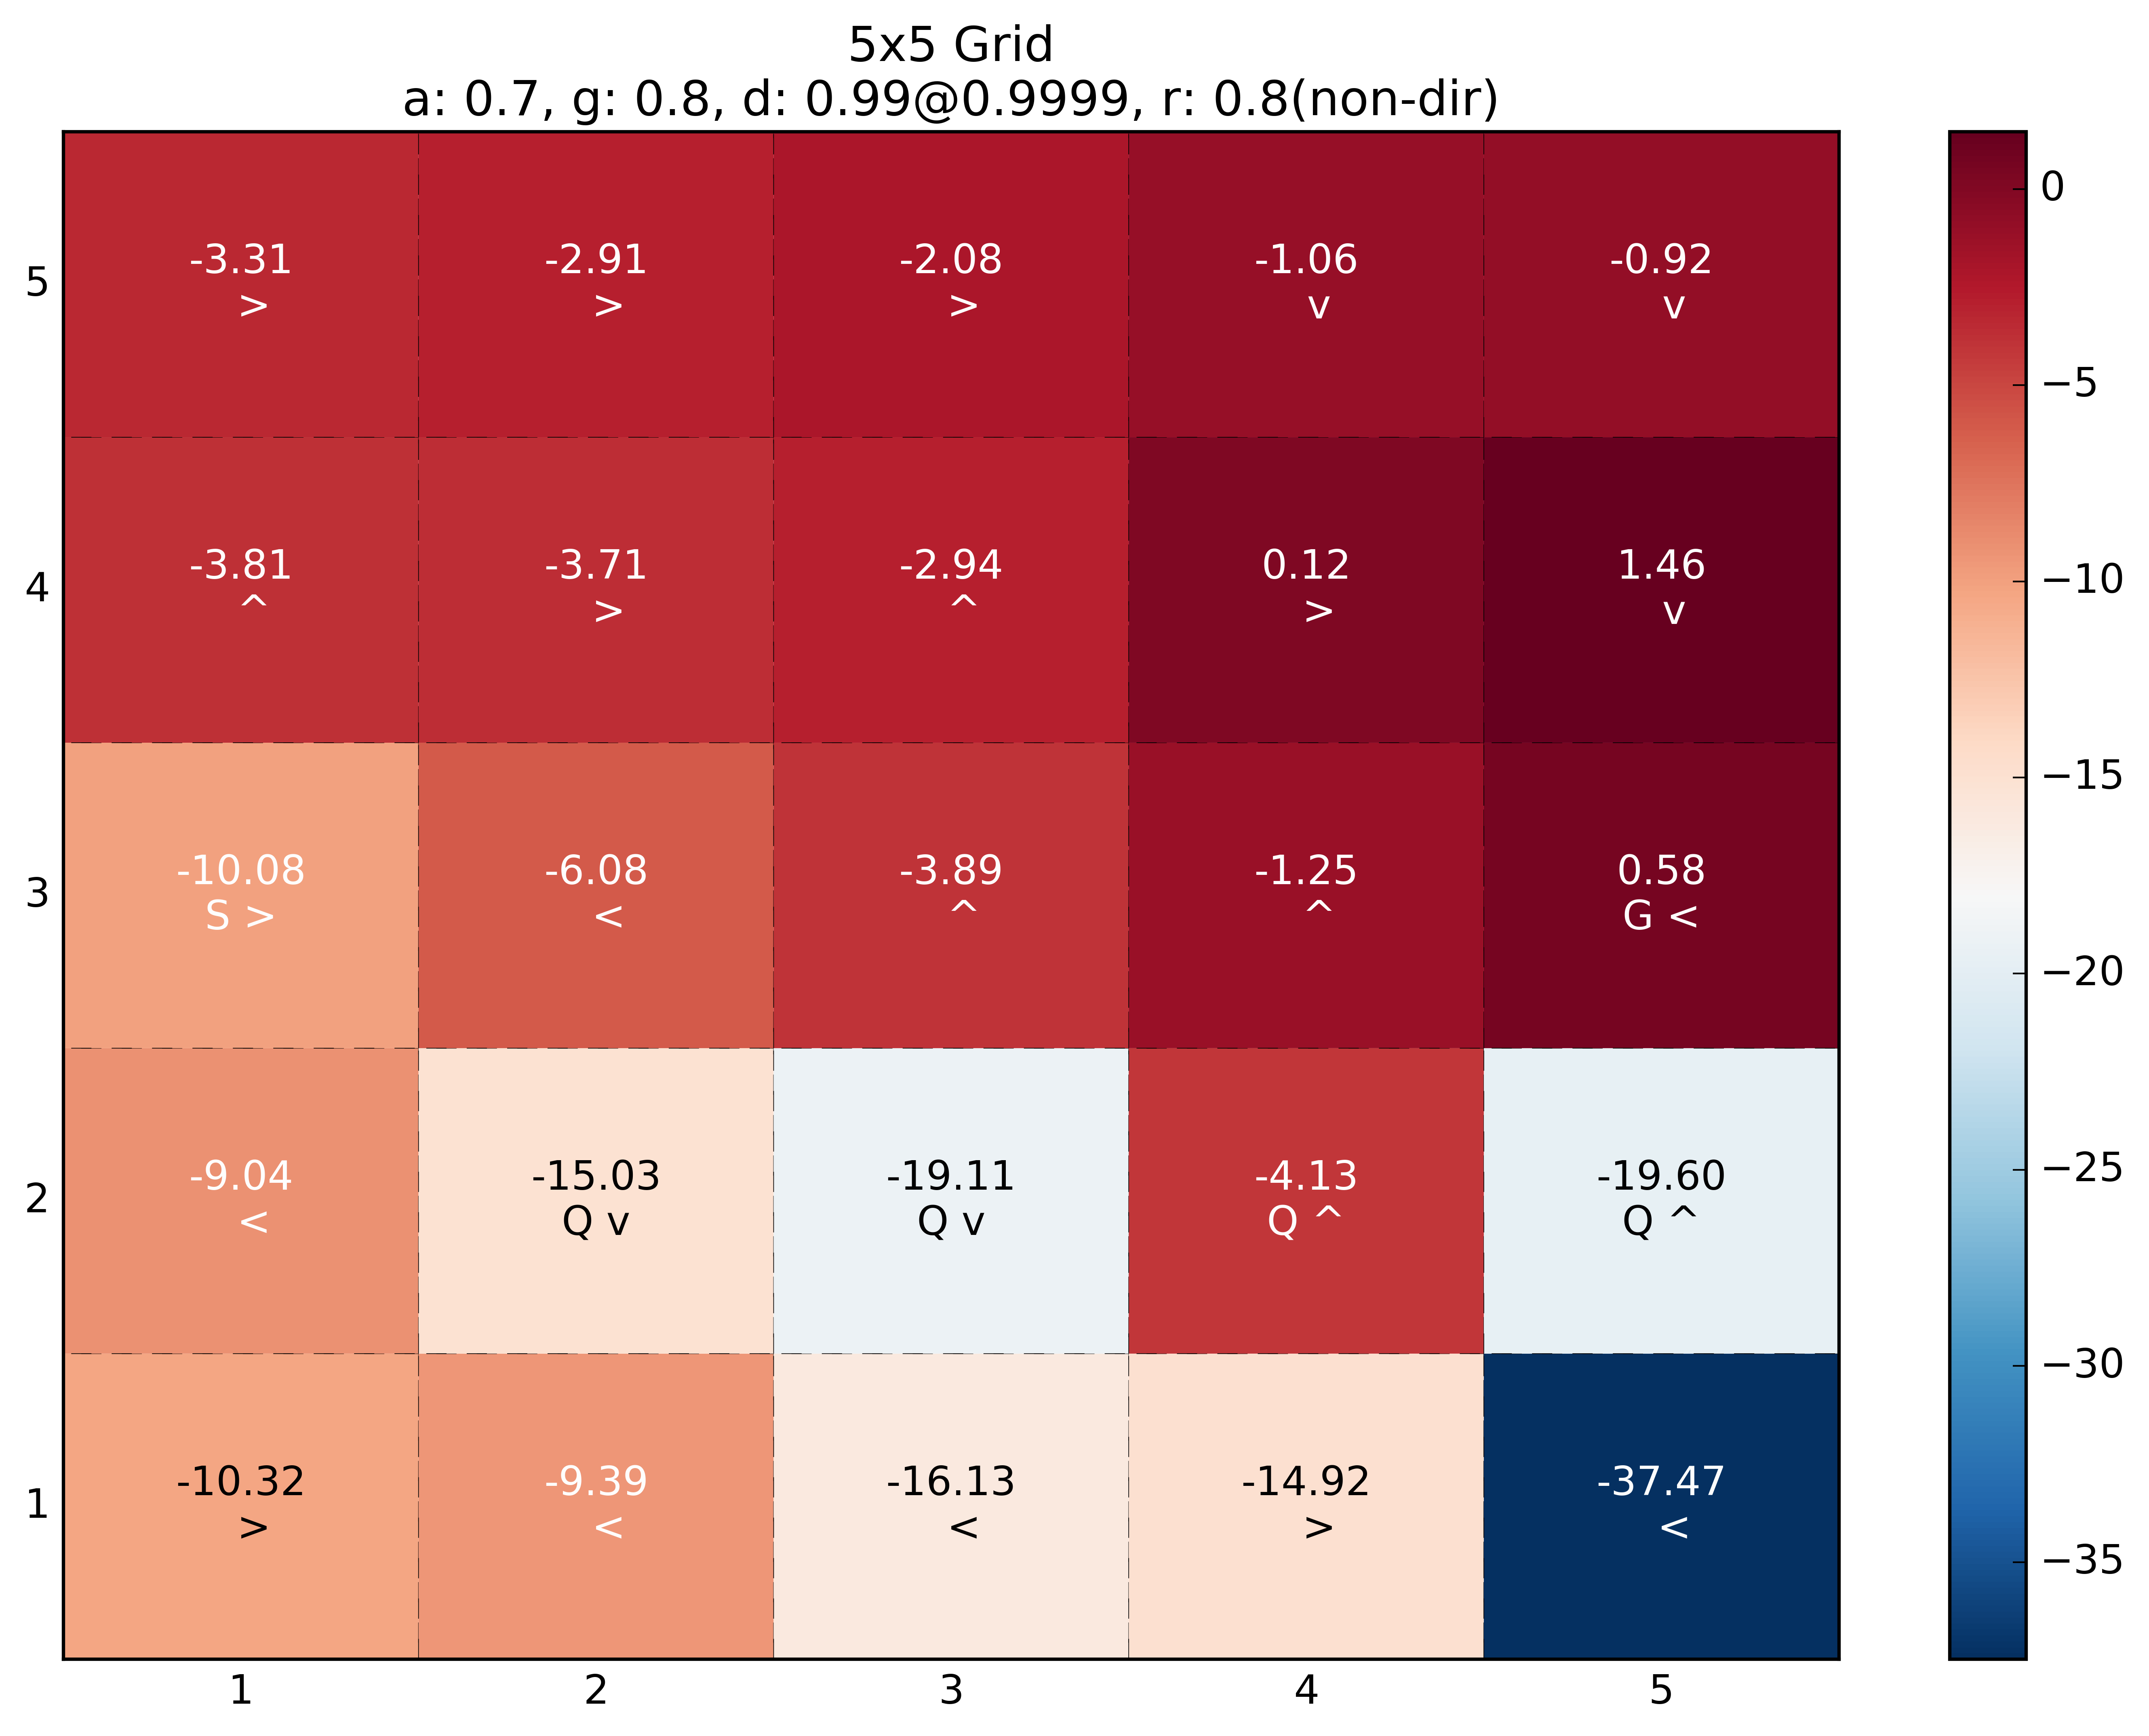 5x5 Grid
a: 0.7, g: 0.8, d: 0.99@0.9999, r: 0.8(non-dir)
5
-3.31 -2.91 -2.08 -1.06 -0.92
> > > v v
4
-3.81 -3.71 -2.94 0.12 1.46
^ > ^ > v
3
-10.08 -6.08 -3.89 -1.25 0.58
S > < ^ ^ G <
2
-9.04 -15.03 -19.11 -4.13 -19.60
< Q v Q v Q ^ Q ^
1
-10.32 -9.39 -16.13 -14.92 -37.47
> < < > <
1 2 3 4 5
0
−5
−10
−15
−20
−25
−30
−35